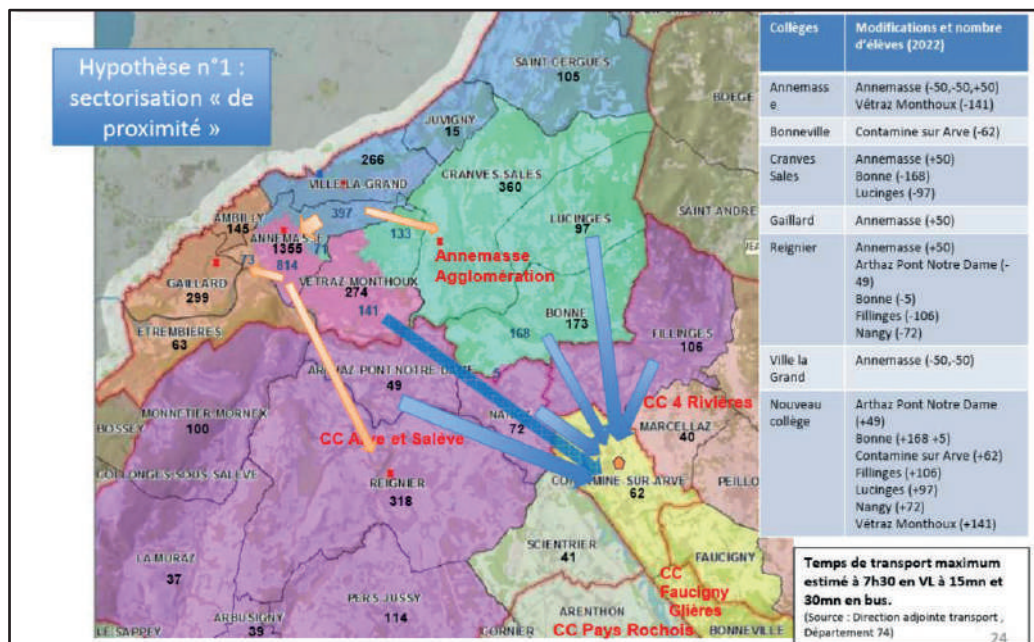 Hypothèse n°1 :
sectorisation « de
proximité »
SAINT CERGUES
105
BOEGE
JUVIGNY
15
266
VILLE-LA-GRAND
CRANVES SALES
360
LUCINGES
97
SAINT ANDRE
AMBILLY
145
397
133
ANNEMASSE
1355
71
Annemasse
Agglomération
73
814
GAILLARD
299
VETRAZ-MONTHOUX
274
141
BONNE
173
168
FILLINGES
106
ETREMBIERES
63
ARTHAZ-PONT-NOTRE-DAME
49
5
MONNETIER-MORNEX
100
BOSSEY
NANGY
72
CC 4 Rivières
MARCELLAZ
40
CC Arve et Salève
COLLONGES-SOUS-SALEVE
REIGNIER
318
CONTAMINE-SUR-ARVE
62
PEILLO
SCIENTRIER
41
LA MURAZ
37
FAUCIGNY
CC
Faucigny
Glières
PERS-JUSSY
114
ARBUSIGNY
39
LE SAPPEY
ARENTHON
CORNIER
CC Pays Rochois
BONNEVILLE
Collèges
Modifications et nombre
d'élèves (2022)
Annemass
e
Annemasse (-50,-50,+50)
Vétraz Monthoux (-141)
Bonneville
Contamine sur Arve (-62)
Cranves
Sales
Annemasse (+50)
Bonne (-168)
Lucinges (-97)
Gaillard
Annemasse (+50)
Reignier
Annemasse (+50)
Arthaz Pont Notre Dame (-
49)
Bonne (-5)
Fillinges (-106)
Nangy (-72)
Ville la
Grand
Annemasse (-50,-50)
Nouveau
collège
Arthaz Pont Notre Dame
(+49)
Bonne (+168 +5)
Contamine sur Arve (+62)
Fillinges (+106)
Lucinges (+97)
Nangy (+72)
Vétraz Monthoux (+141)
Temps de transport maximum
estimé à 7h30 en VL à 15mn et
30mn en bus.
(Source : Direction adjointe transport ,
Département 74)
24